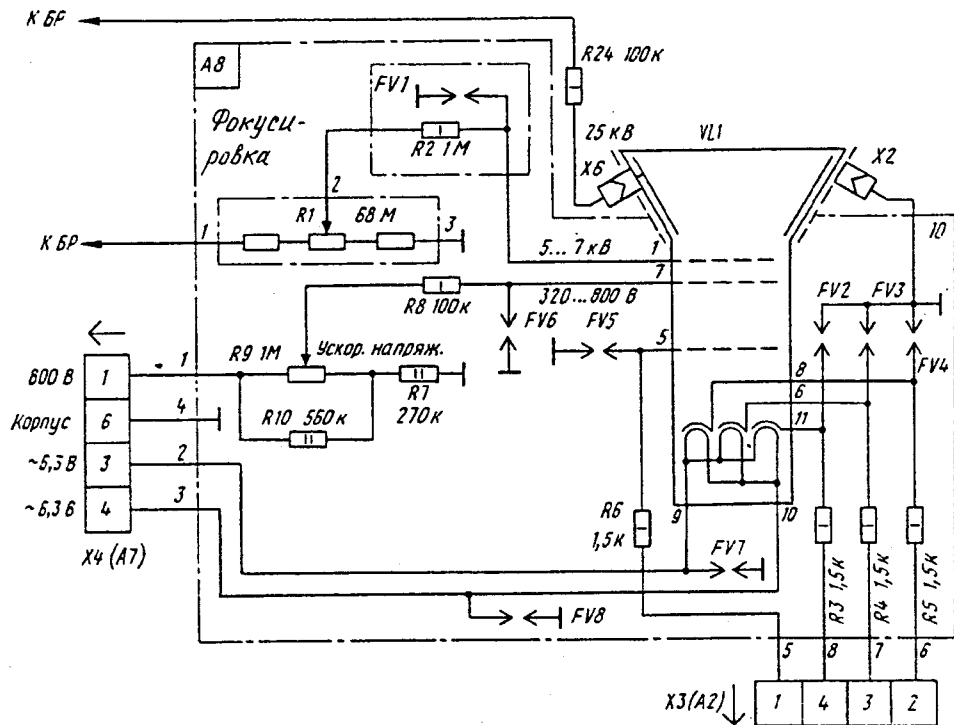 К БР
A8
R24 100к
FV1
Фокуси-
ровка
R2 1 М
25 кВ
VL1
X6
X2
2
R1
68 М
1
3
К БР
5...7 кВ
1
10
7
R8 100к
320...800 В
FV6
FV5
5
FV2
FV3
FV4
R9 1М
Ускор. напряж.
R7
270к
R10 560к
800 В
1
1
Корпус
6
4
~6,3 В
3
2
~6,3 В
4
3
X4 (А7)
8
6
11
9
10
R6
1,5к
FV7
FV8
R3 1,5к
R4 1,5к
R5 1,5к
5
8
7
6
X3(А2)
1
4
3
2